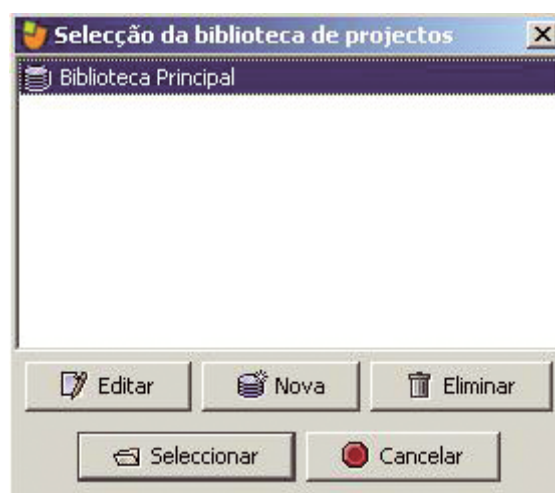 Selecção da biblioteca de projectos
Biblioteca Principal
Editar Nova Eliminar
Seleccionar Cancelar